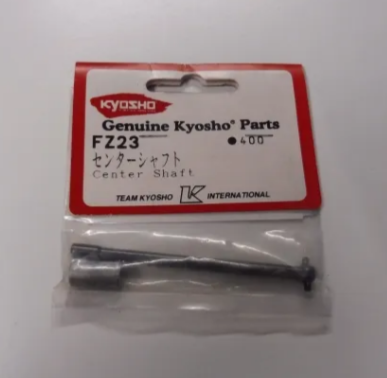 KYOSHO
Genuine Kyosho® Parts
FZ23 ●400
センターシャフト
Center Shaft
TEAM KYOSHO K INTERNATIONAL